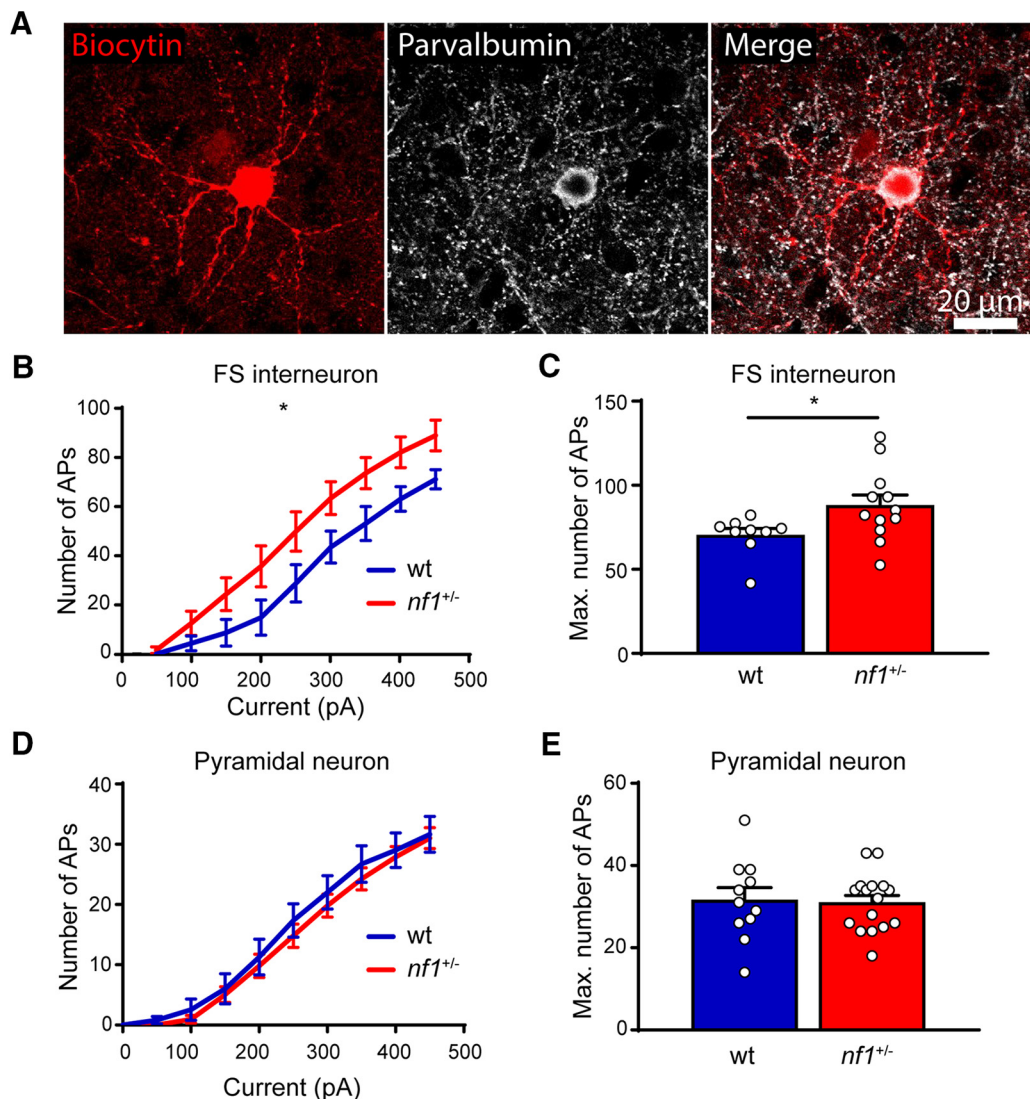 A
Biocytin
Parvalbumin
Merge
20 µm
B
FS interneuron
*
Number of APs
100
80
60
40
20
0
wt
nf1+/-
0 100 200 300 400 500
Current (pA)
C
FS interneuron
*
Max. number of APs
150
100
50
0
wt nf1+/-
D
Pyramidal neuron
Number of APs
40
30
20
10
0
wt
nf1+/-
0 100 200 300 400 500
Current (pA)
E
Pyramidal neuron
Max. number of APs
60
40
20
0
wt nf1+/-